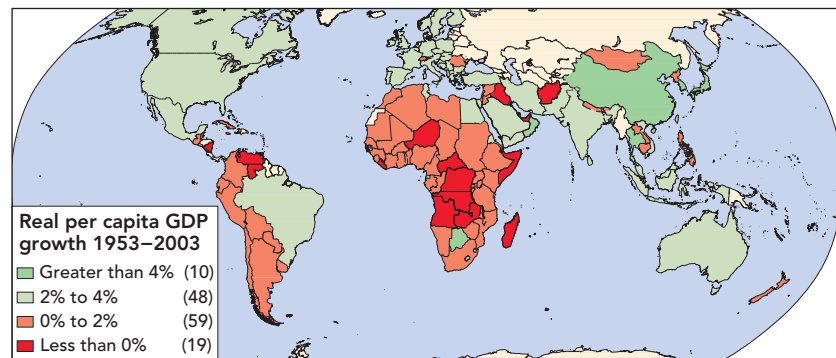 Real per capita GDP
growth 1953–2003
Greater than 4% (10)
2% to 4% (48)
0% to 2% (59)
Less than 0% (19)